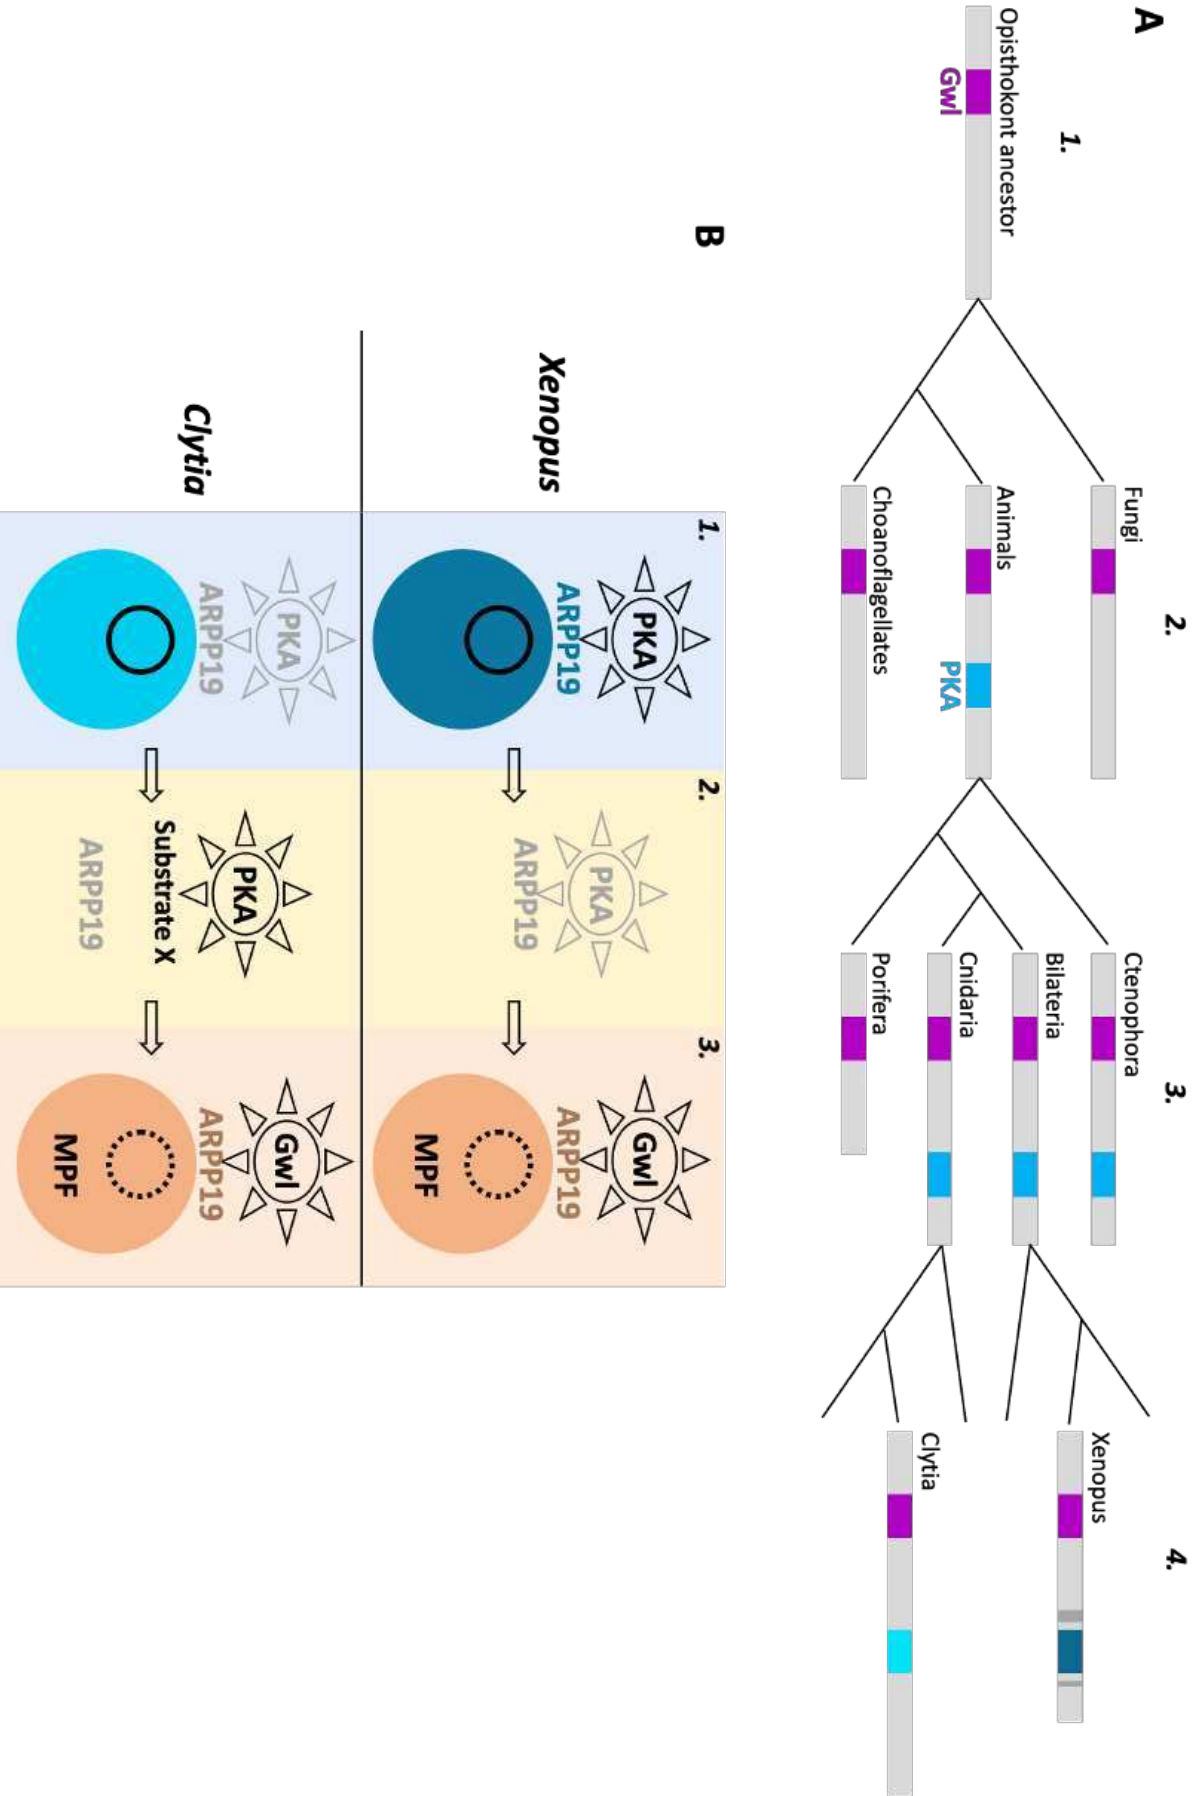 A
1.
2.
3.
4.
Opisthokont ancestor
Gwl
Fungi
Animals
PKA
Choanoflagellates
Ctenophora
Bilateria
Cnidaria
Porifera
Xenopus
Clytia
B
1.
2.
3.
Xenopus
PKA
ARPP19
PKA
ARPP19
Gwl
ARPP19
MPF
Clytia
PKA
ARPP19
PKA
Substrate X
ARPP19
Gwl
ARPP19
MPF